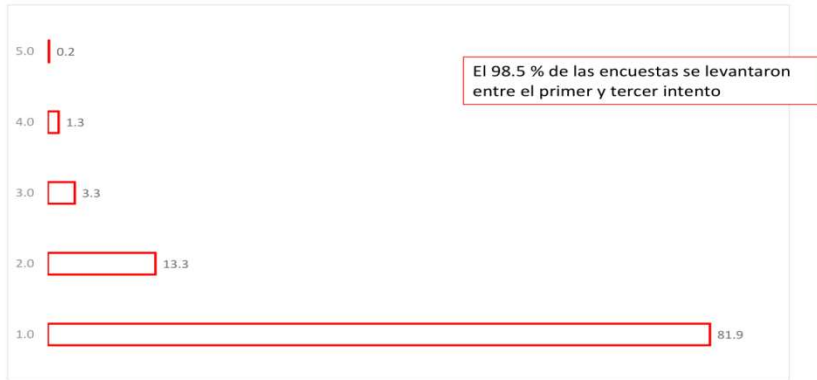 5.0 0.2
El 98.5 % de las encuestas se levantaron
entre el primer y tercer intento
4.0 1.3
3.0 3.3
2.0 13.3
1.0 81.9